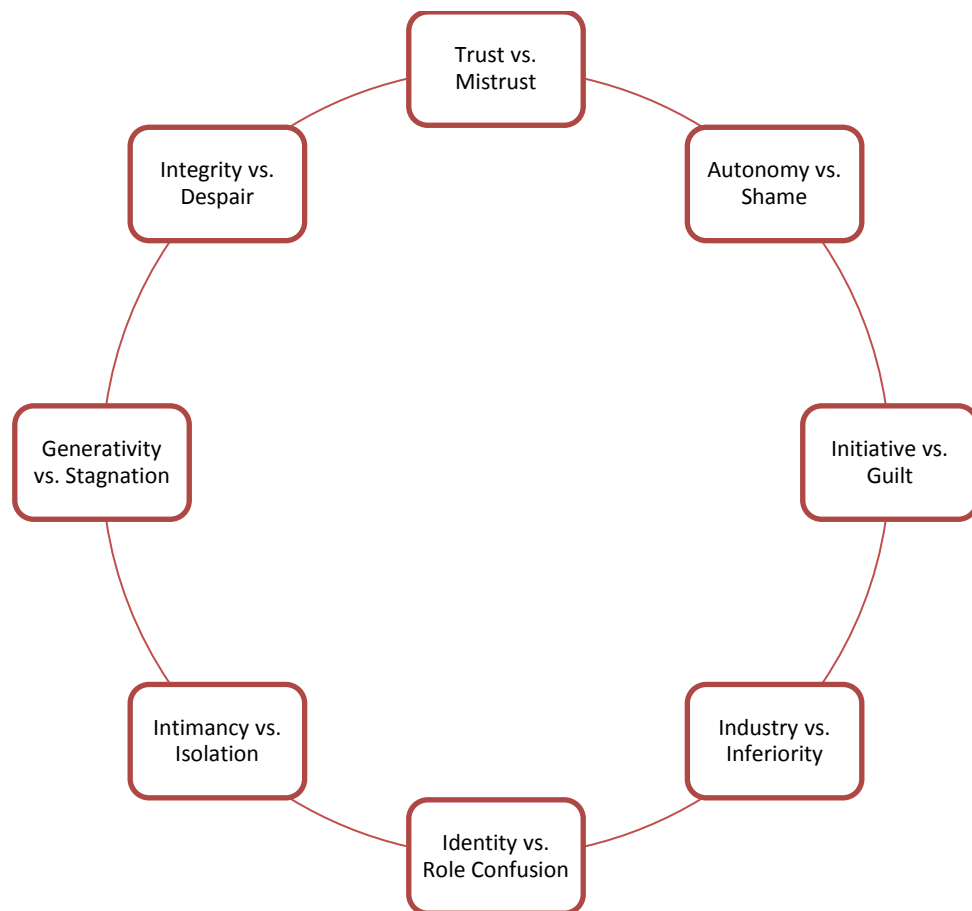 Trust vs.
Mistrust
Autonomy vs.
Shame
Initiative vs.
Guilt
Industry vs.
Inferiority
Identity vs.
Role Confusion
Intimancy vs.
Isolation
Generativity
vs. Stagnation
Integrity vs.
Despair